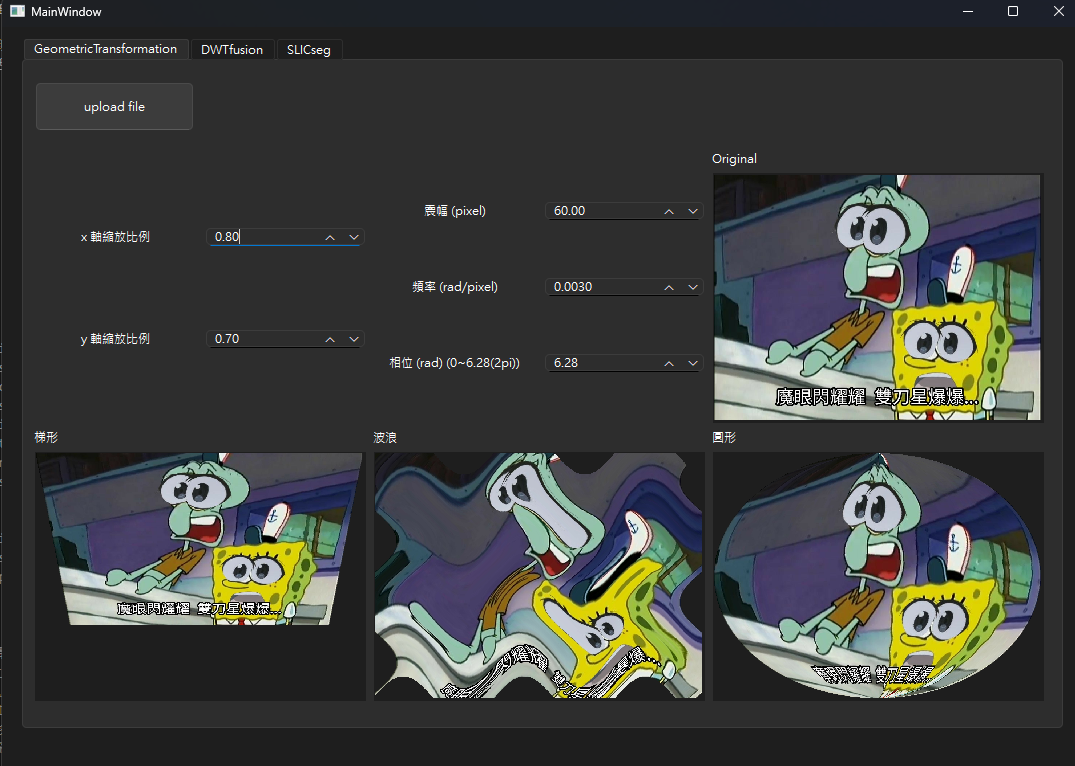 MainWindow
GeometricTransformation
DWTfusion
SLICseg
upload file
Original
震幅 (pixel)
60.00
x 軸縮放比例
0.80
頻率 (rad/pixel)
0.0030
y 軸縮放比例
0.70
相位 (rad) (0~6.28(2pi))
6.28
魔眼閃耀耀 雙刀星爆爆...
梯形
波浪
圓形
魔眼閃耀耀 雙刀星爆爆...